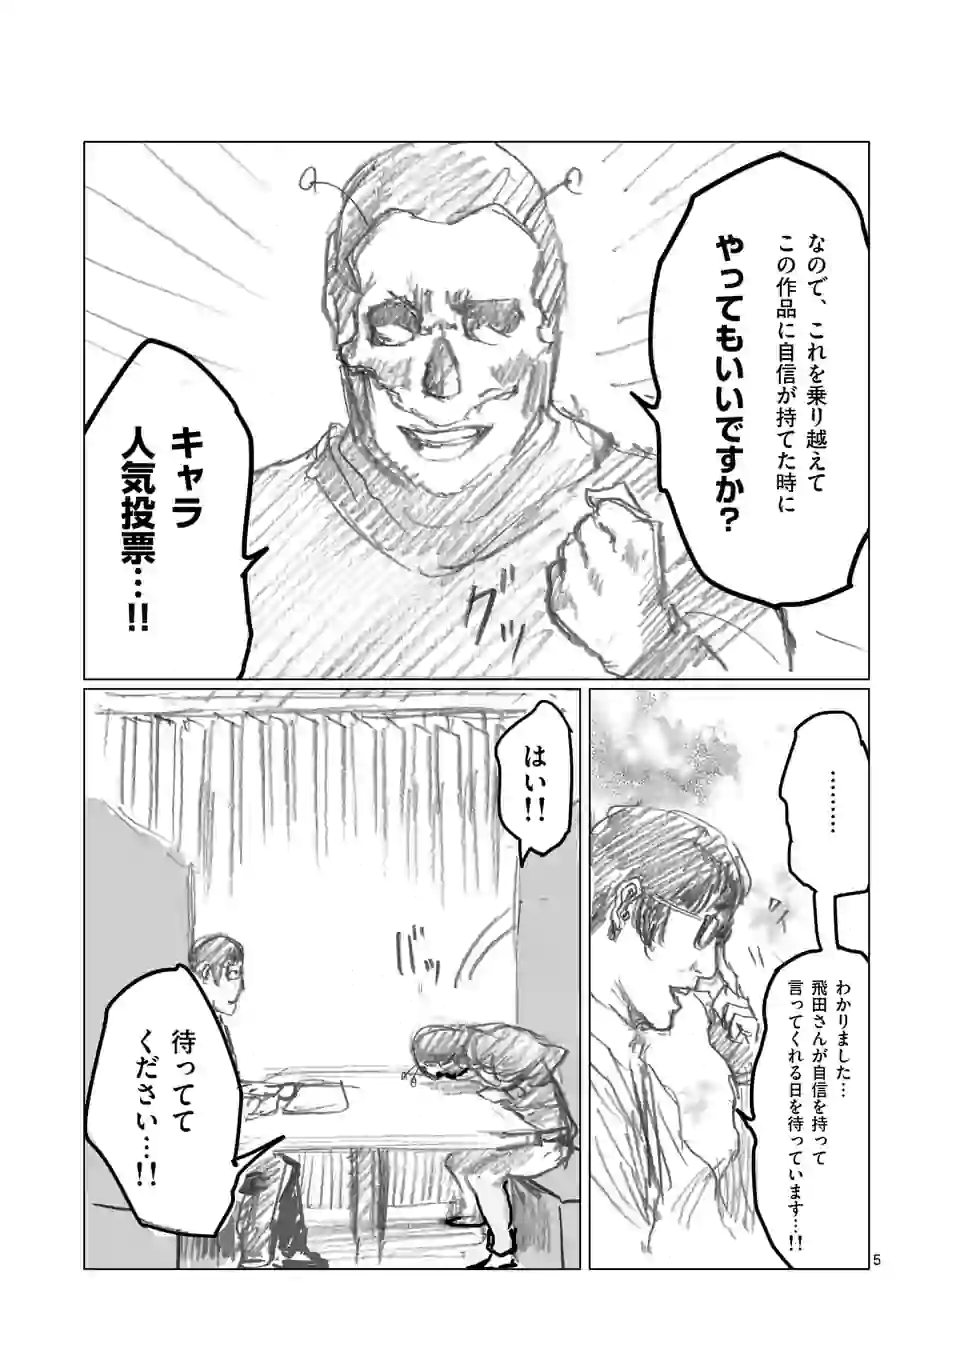 なので、これを乗り越えて
この作品に自信が持てた時に
やってもいいですか?
キャラ
人気投票…!!
グッ
………
わかりました…
飛田さんが自信を持って
言ってくれる日を待っています…!!
はい!!
待ってて
ください…!!
5